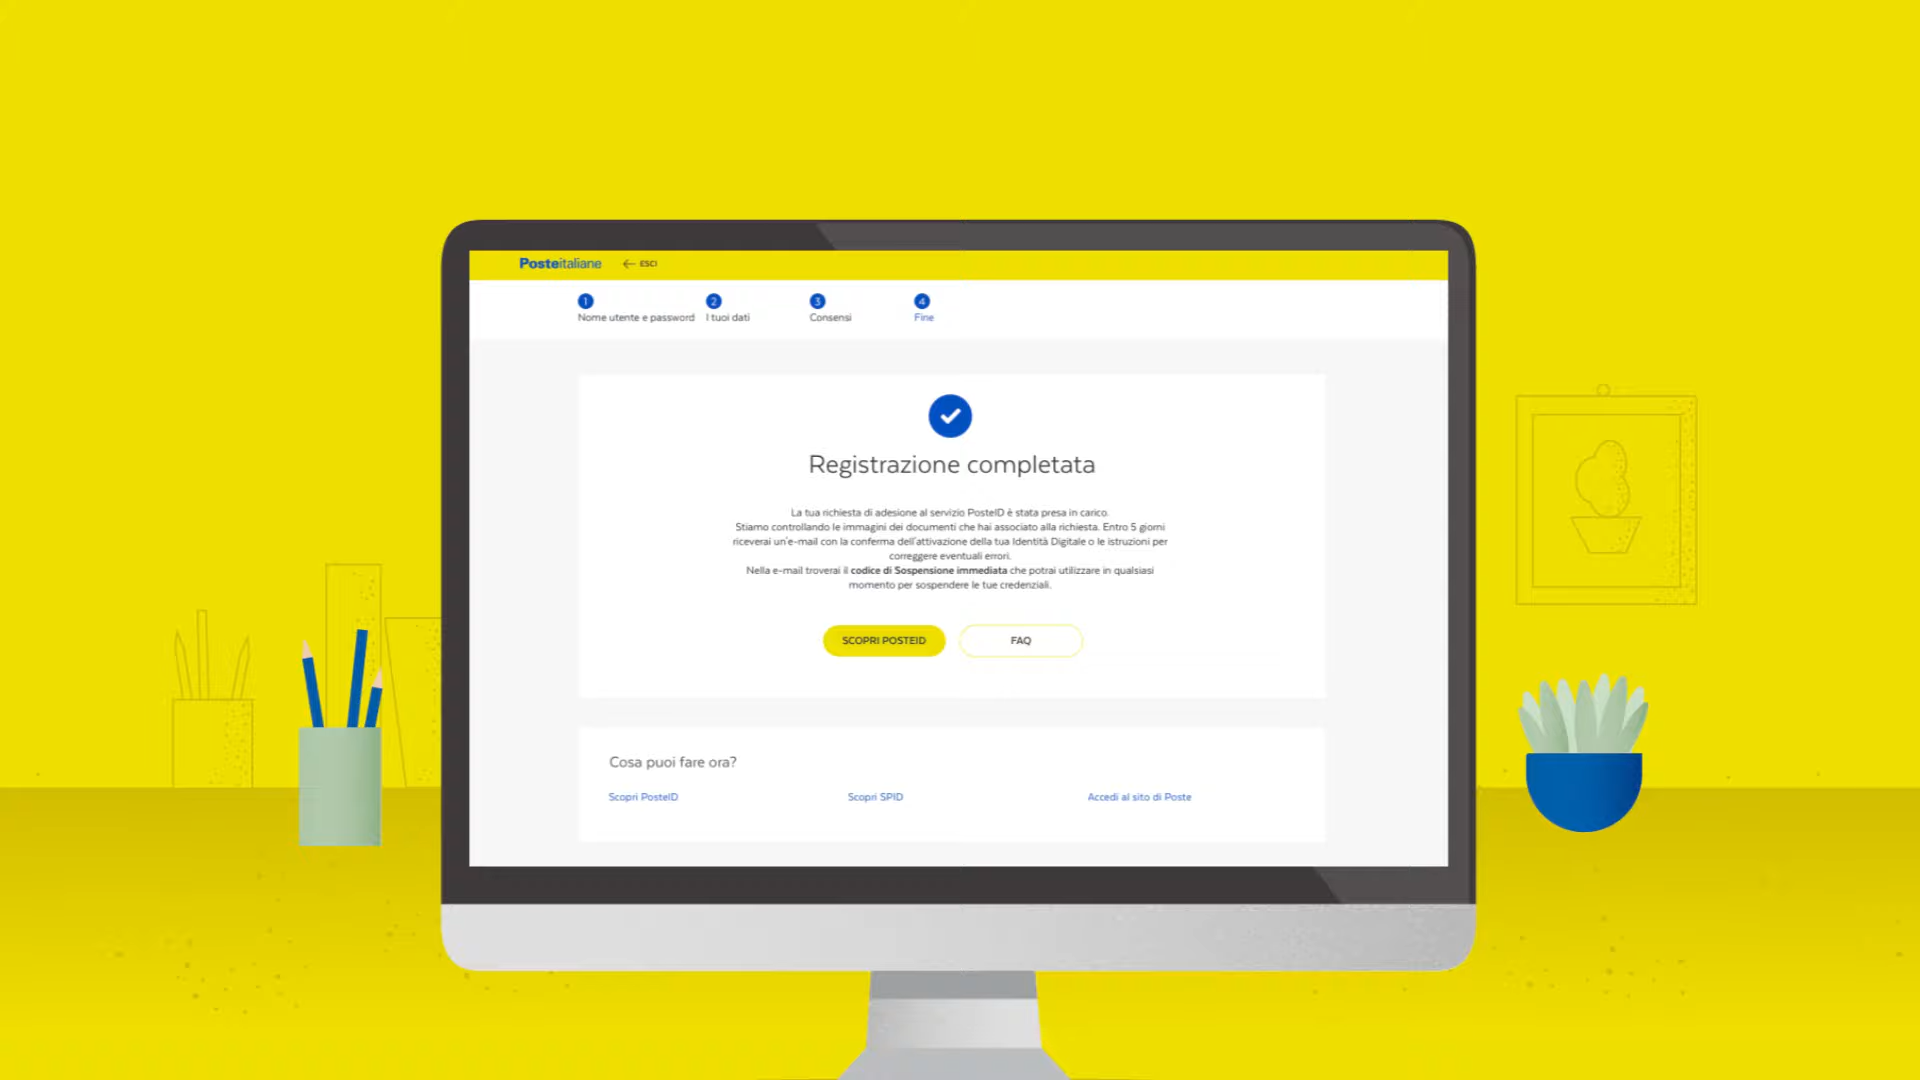 Posteitaliane ← ESCI
1 2 3 4
Nome utente e password I tuoi dati Consensi Fine
Registrazione completata
La tua richiesta di adesione al servizio PosteID è stata presa in carico.
Stiamo controllando le immagini dei documenti che hai associato alla richiesta. Entro 5 giorni
riceverai un'e-mail con la conferma dell'attivazione della tua Identità Digitale o le istruzioni per
correggere eventuali errori.
Nella e-mail troverai il codice di Sospensione immediata che potrai utilizzare in qualsiasi
momento per sospendere le tue credenziali.
SCOPRI POSTEID FAQ
Cosa puoi fare ora?
Scopri PosteID Scopri SPID Accedi al sito di Poste